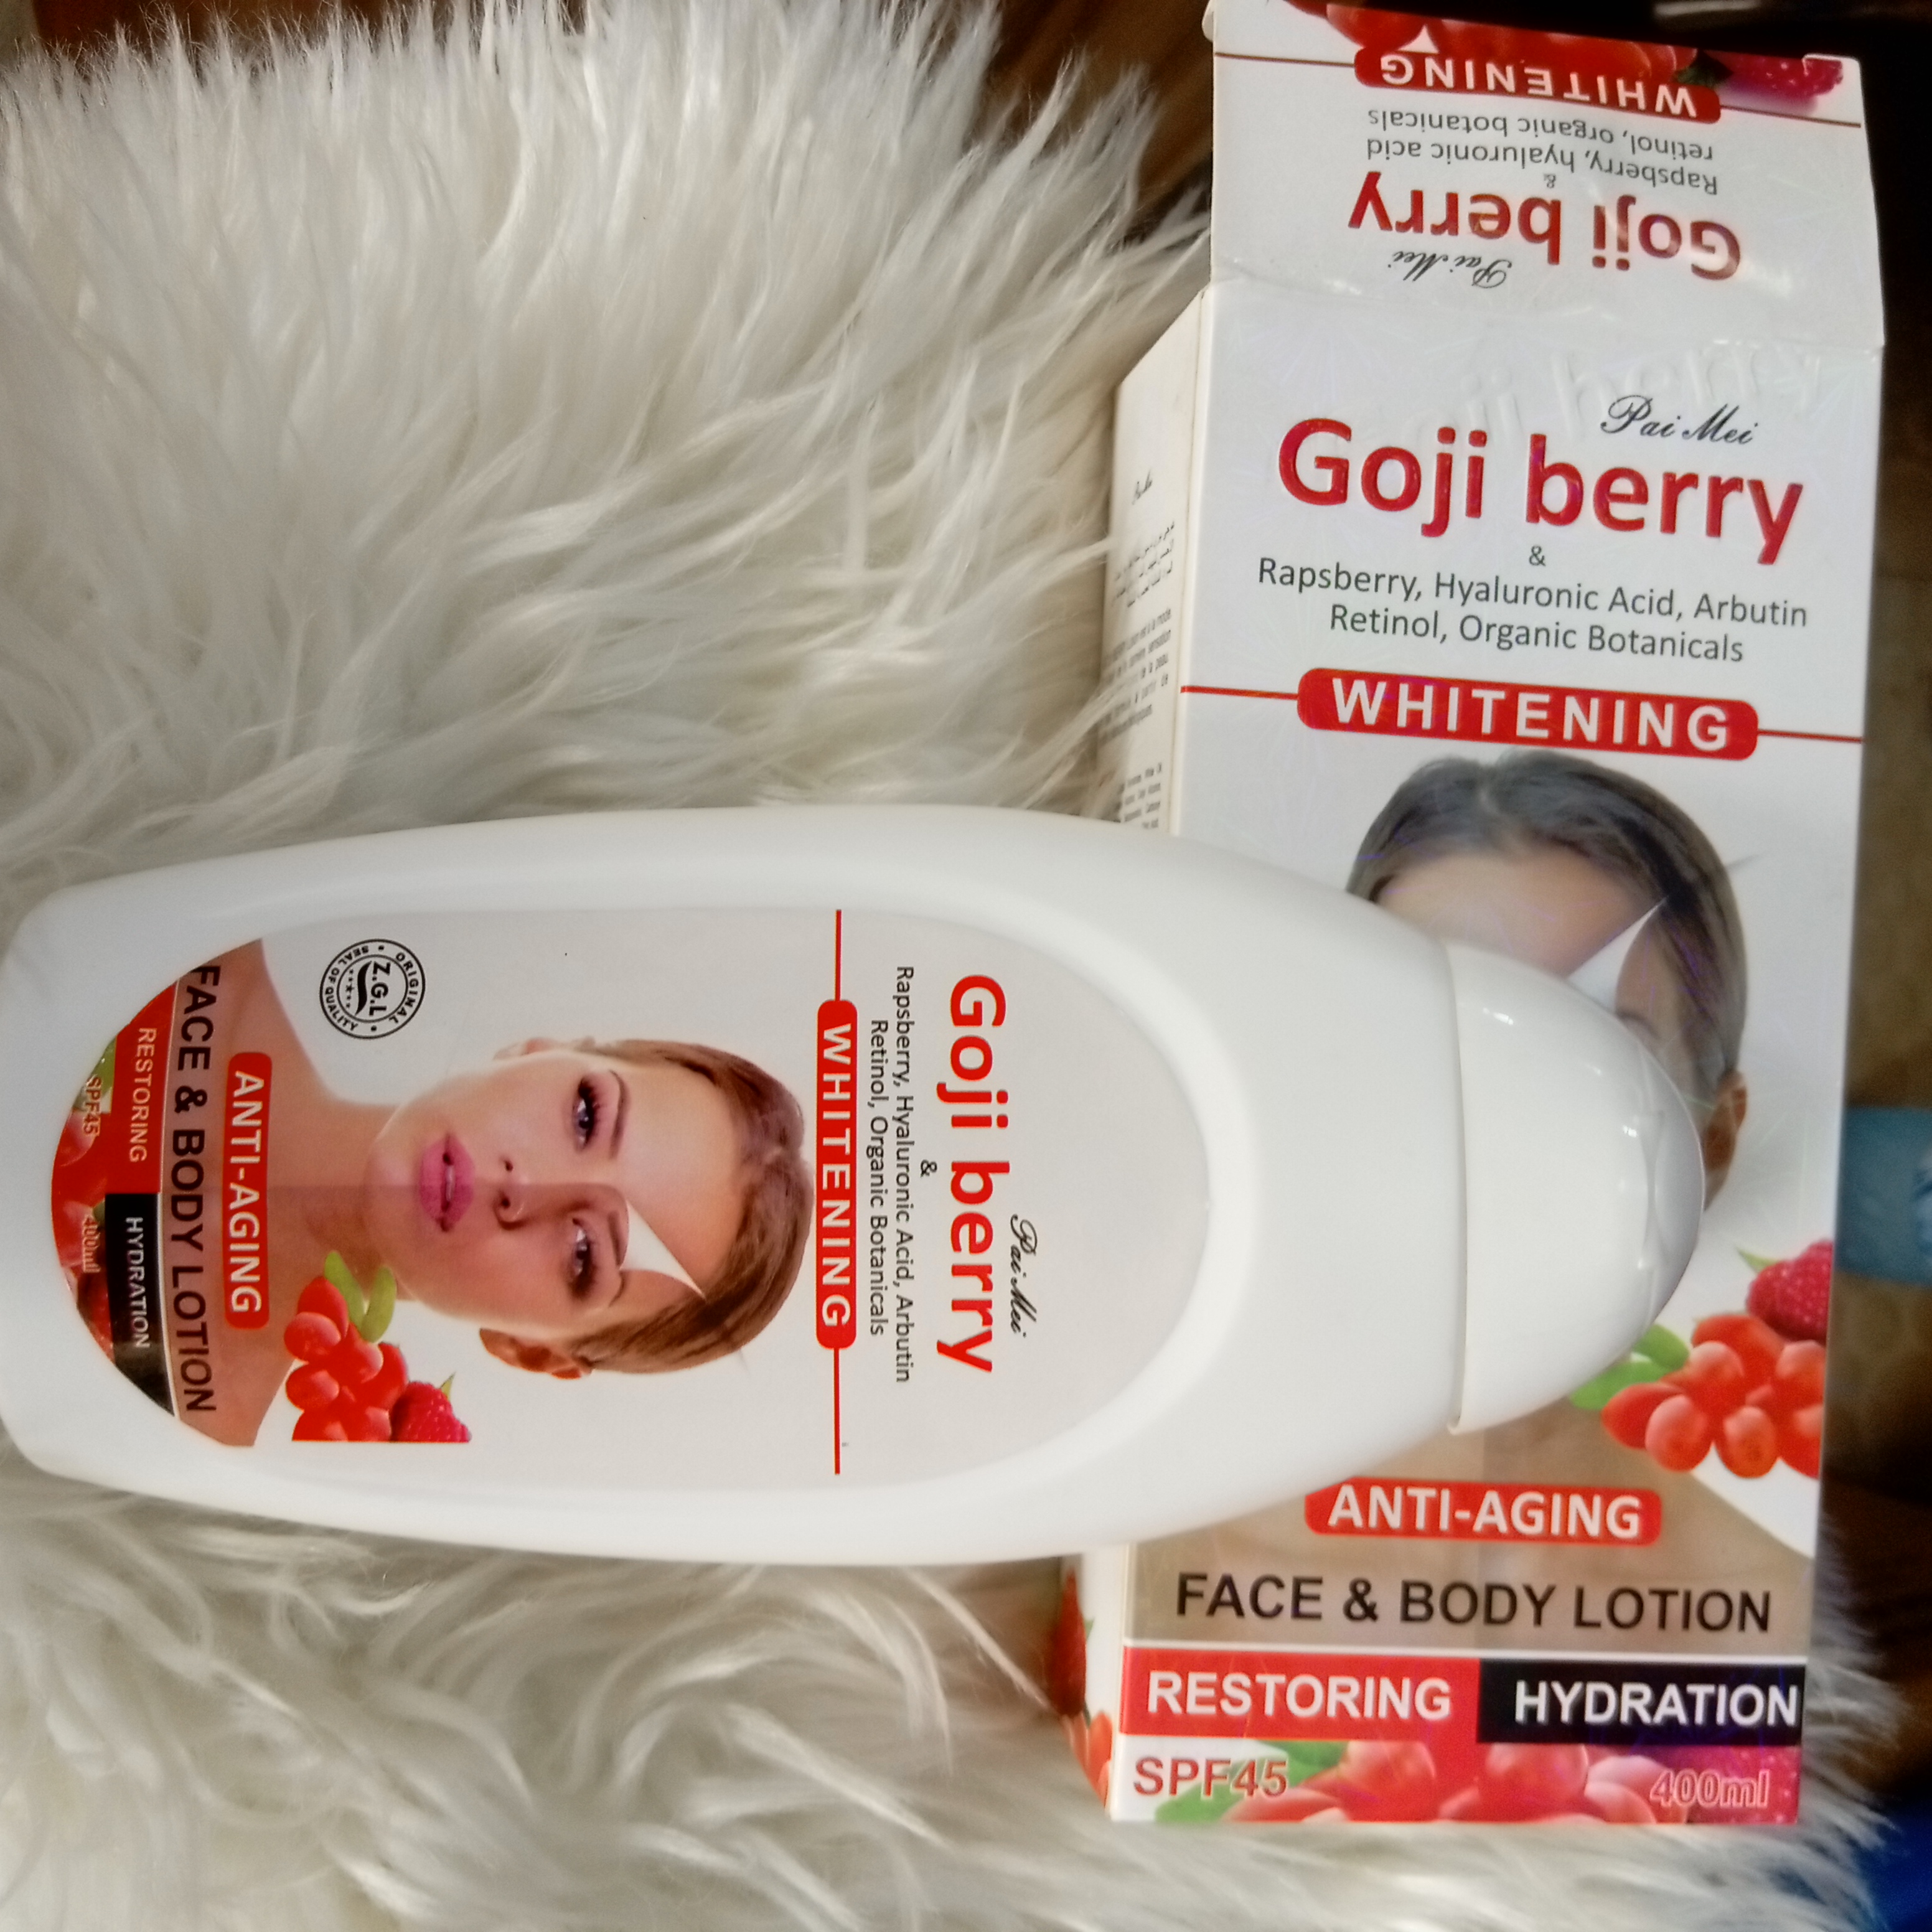 WHITENING
retinol, organic botanicals
Rapsberry, hyaluronic acid
&
Goji berry
Pai Mei
Pai Mei
Goji berry
&
Rapsberry, Hyaluronic Acid, Arbutin
Retinol, Organic Botanicals
WHITENING
ANTI-AGING
FACE & BODY LOTION
RESTORING HYDRATION
SPF45 400ml
Pai Mei
Goji berry
&
Rapsberry, Hyaluronic Acid, Arbutin
Retinol, Organic Botanicals
WHITENING
ORIGINAL
Z.G.L
SEAL OF QUALITY
ANTI-AGING
FACE & BODY LOTION
RESTORING HYDRATION
SPF45 400ml